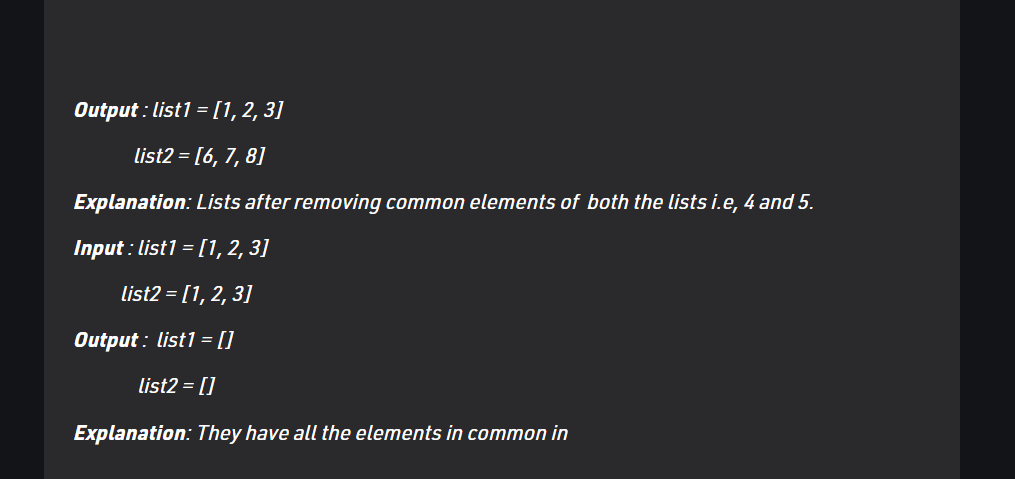 Output : list1 = [1, 2, 3]
list2 = [6, 7, 8]
Explanation: Lists after removing common elements of both the lists i.e, 4 and 5.
Input : list1 = [1, 2, 3]
list2 = [1, 2, 3]
Output : list1 = []
list2 = []
Explanation: They have all the elements in common in